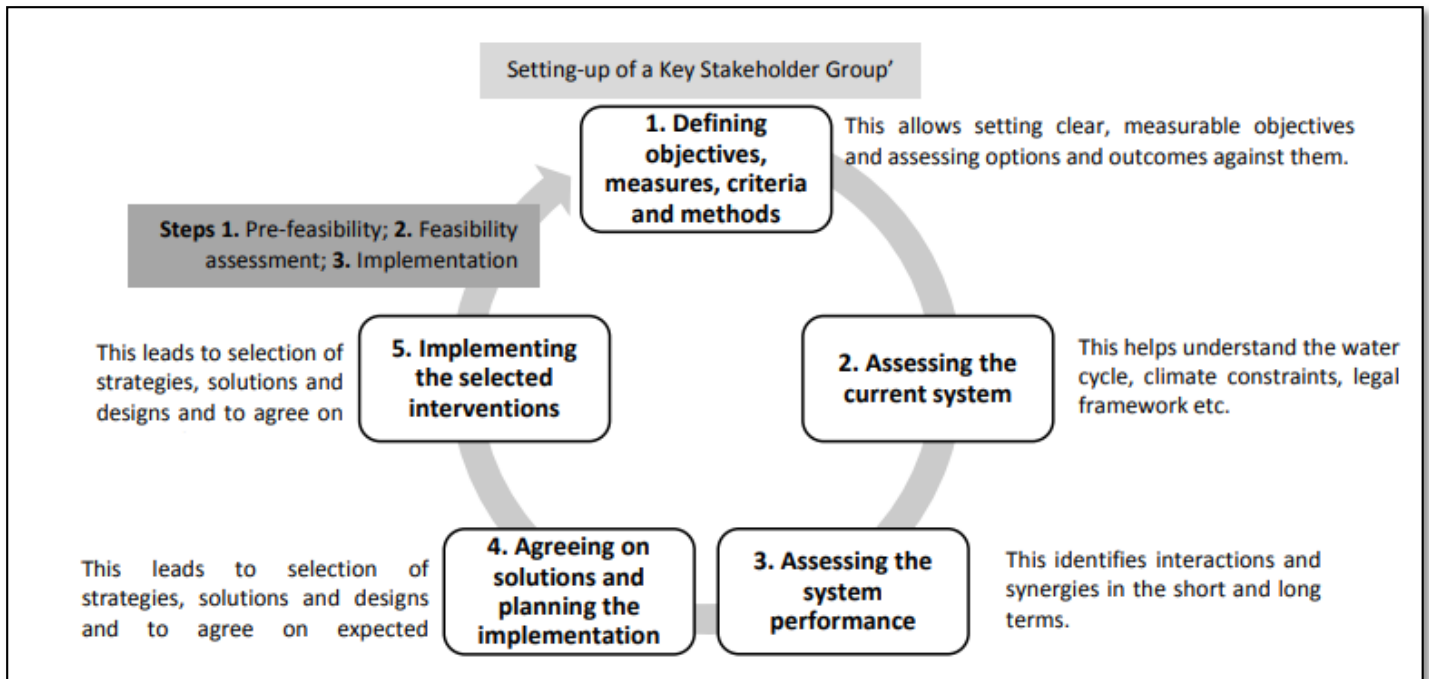 Setting-up of a Key Stakeholder Group’
1. Defining
objectives,
measures, criteria
and methods
This allows setting clear, measurable objectives
and assessing options and outcomes against them.
Steps 1. Pre-feasibility; 2. Feasibility
assessment; 3. Implementation
This leads to selection of
strategies, solutions and
designs and to agree on
5. Implementing
the selected
interventions
2. Assessing the
current system
This helps understand the water
cycle, climate constraints, legal
framework etc.
This leads to selection of
strategies, solutions and designs
and to agree on expected
4. Agreeing on
solutions and
planning the
implementation
3. Assessing the
system
performance
This identifies interactions and
synergies in the short and long
terms.